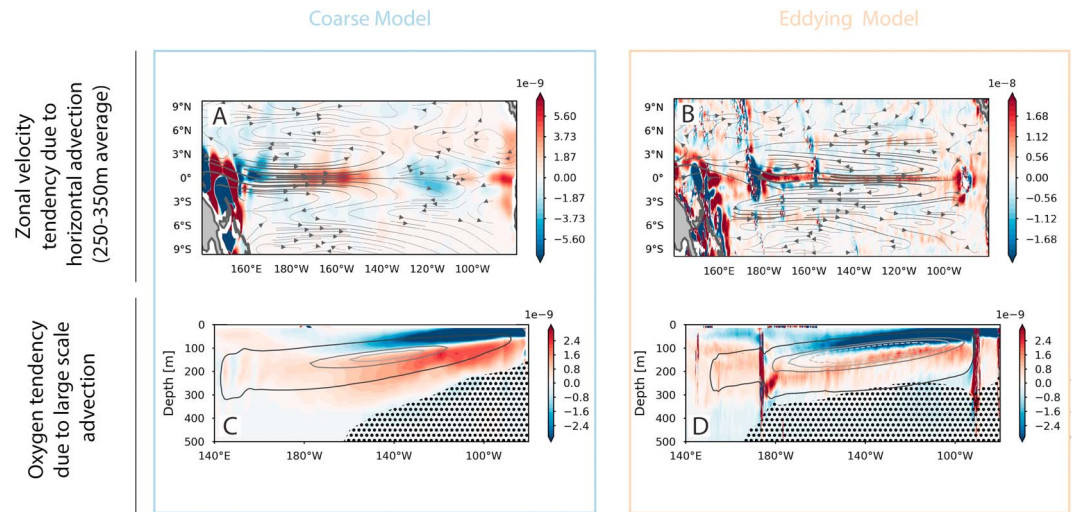 Coarse Model
Eddying Model
Zonal velocity
tendency due to
horizontal advection
(250-350m average)
A
1e-9
9°N
6°N
3°N
0°
3°S
6°S
9°S
160°E 180°W 160°W 140°W 120°W 100°W
5.60
3.73
1.87
0.00
−1.87
−3.73
−5.60
B
1e-8
9°N
6°N
3°N
0°
3°S
6°S
9°S
160°E 180°W 160°W 140°W 120°W 100°W
1.68
1.12
0.56
0.00
−0.56
−1.12
−1.68
Oxygen tendency
due to large scale
advection
C
1e-9
Depth [m]
0
100
200
300
400
500
140°E 180°W 140°W 100°W
2.4
1.6
0.8
0.0
−0.8
−1.6
−2.4
D
1e-9
Depth [m]
0
100
200
300
400
500
140°E 180°W 140°W 100°W
2.4
1.6
0.8
0.0
−0.8
−1.6
−2.4